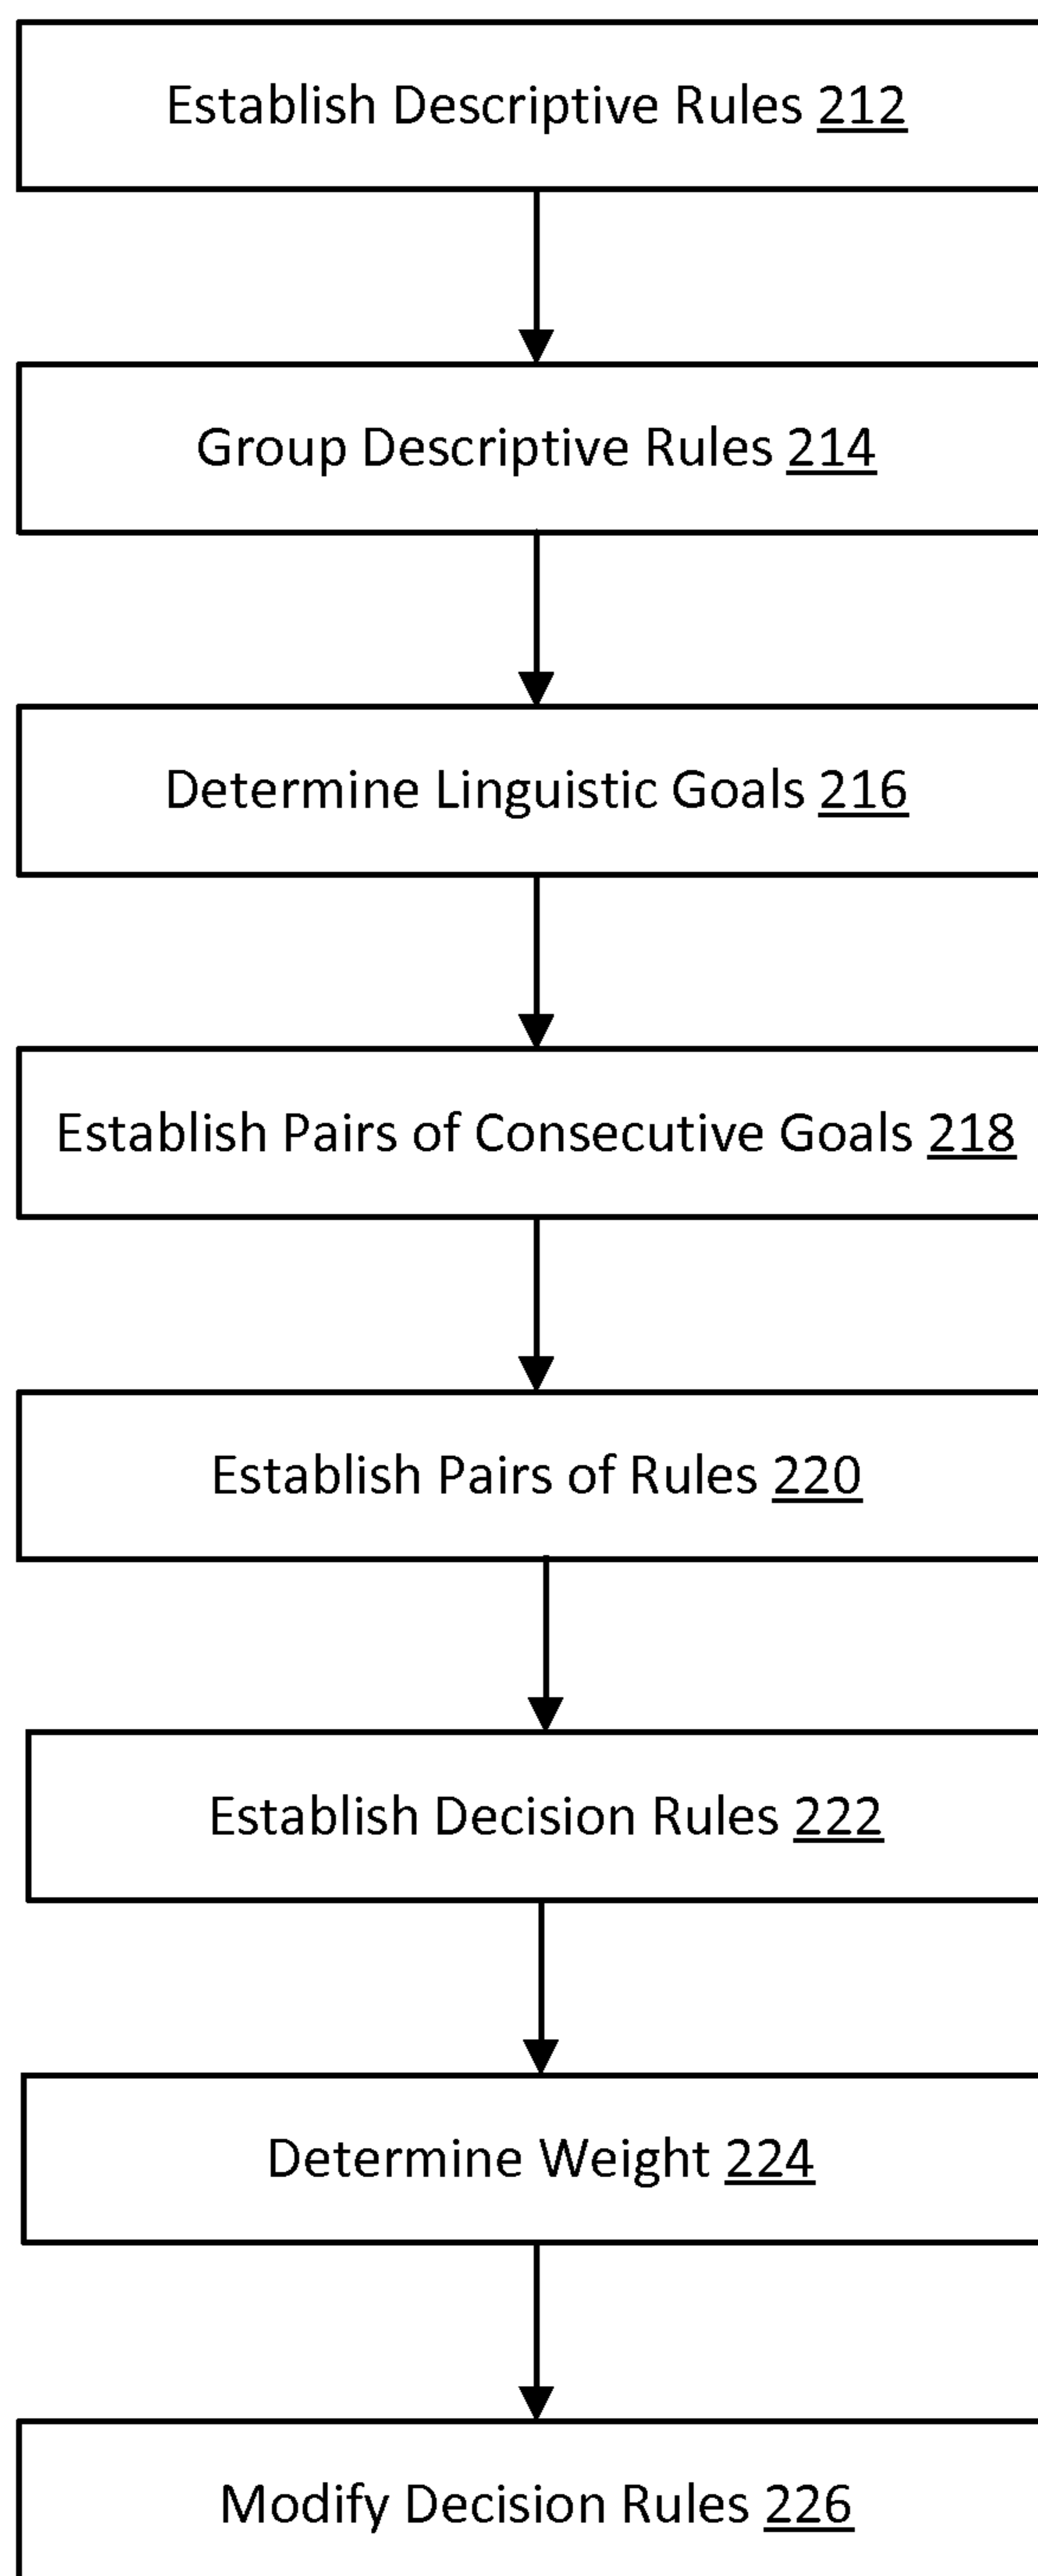 Establish Descriptive Rules 212
Group Descriptive Rules 214
Determine Linguistic Goals 216
Establish Pairs of Consecutive Goals 218
Establish Pairs of Rules 220
Establish Decision Rules 222
Determine Weight 224
Modify Decision Rules 226